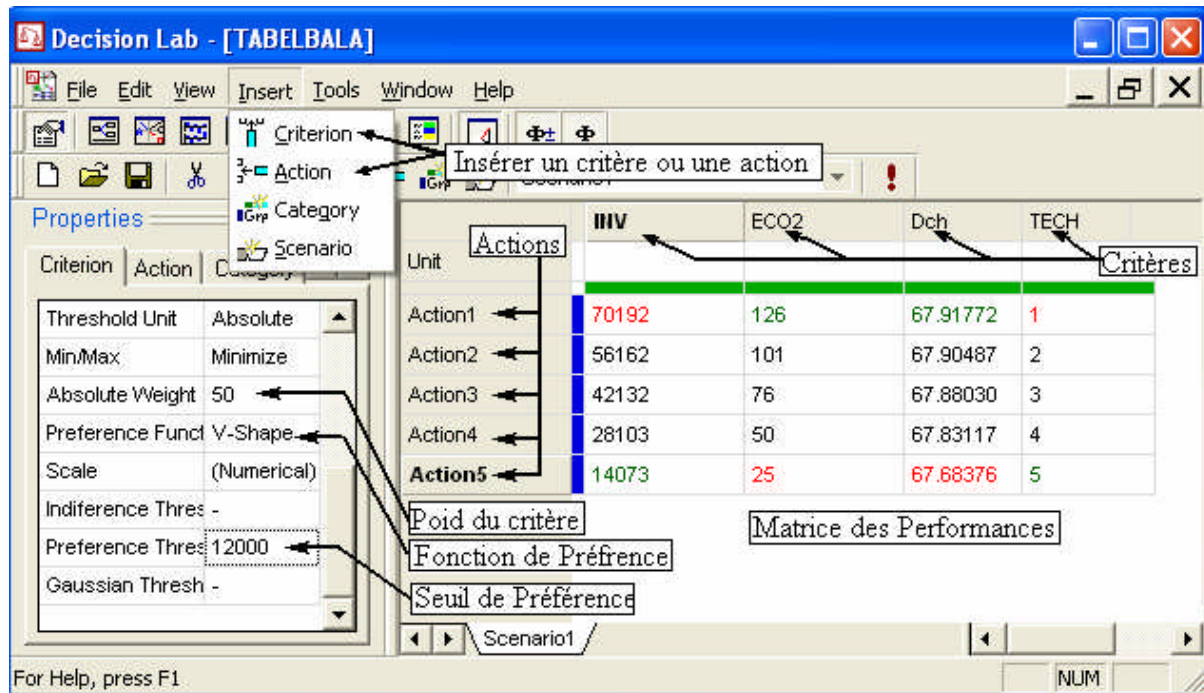 Decision Lab - [TABELBALA]
File Edit View Insert Tools Window Help
Criterion
Action
Category
Scenario
Insérer un critère ou une action
Φ± Φ
Properties
Criterion Action
Threshold Unit Absolute
Min/Max Minimize
Absolute Weight 50
Preference Funct V-Shape
Scale (Numerical)
Indiference Thres -
Preference Thres 12000
Gaussian Thresh -
Actions
INV ECO2 Dch TECH
Unit
Critères
Action1 70192 126 67.91772 1
Action2 56162 101 67.90487 2
Action3 42132 76 67.88030 3
Action4 28103 50 67.83117 4
Action5 14073 25 67.68376 5
Poid du critère
Matrice des Performances
Fonction de Préfrence
Seuil de Préférence
Scenario1
For Help, press F1
NUM